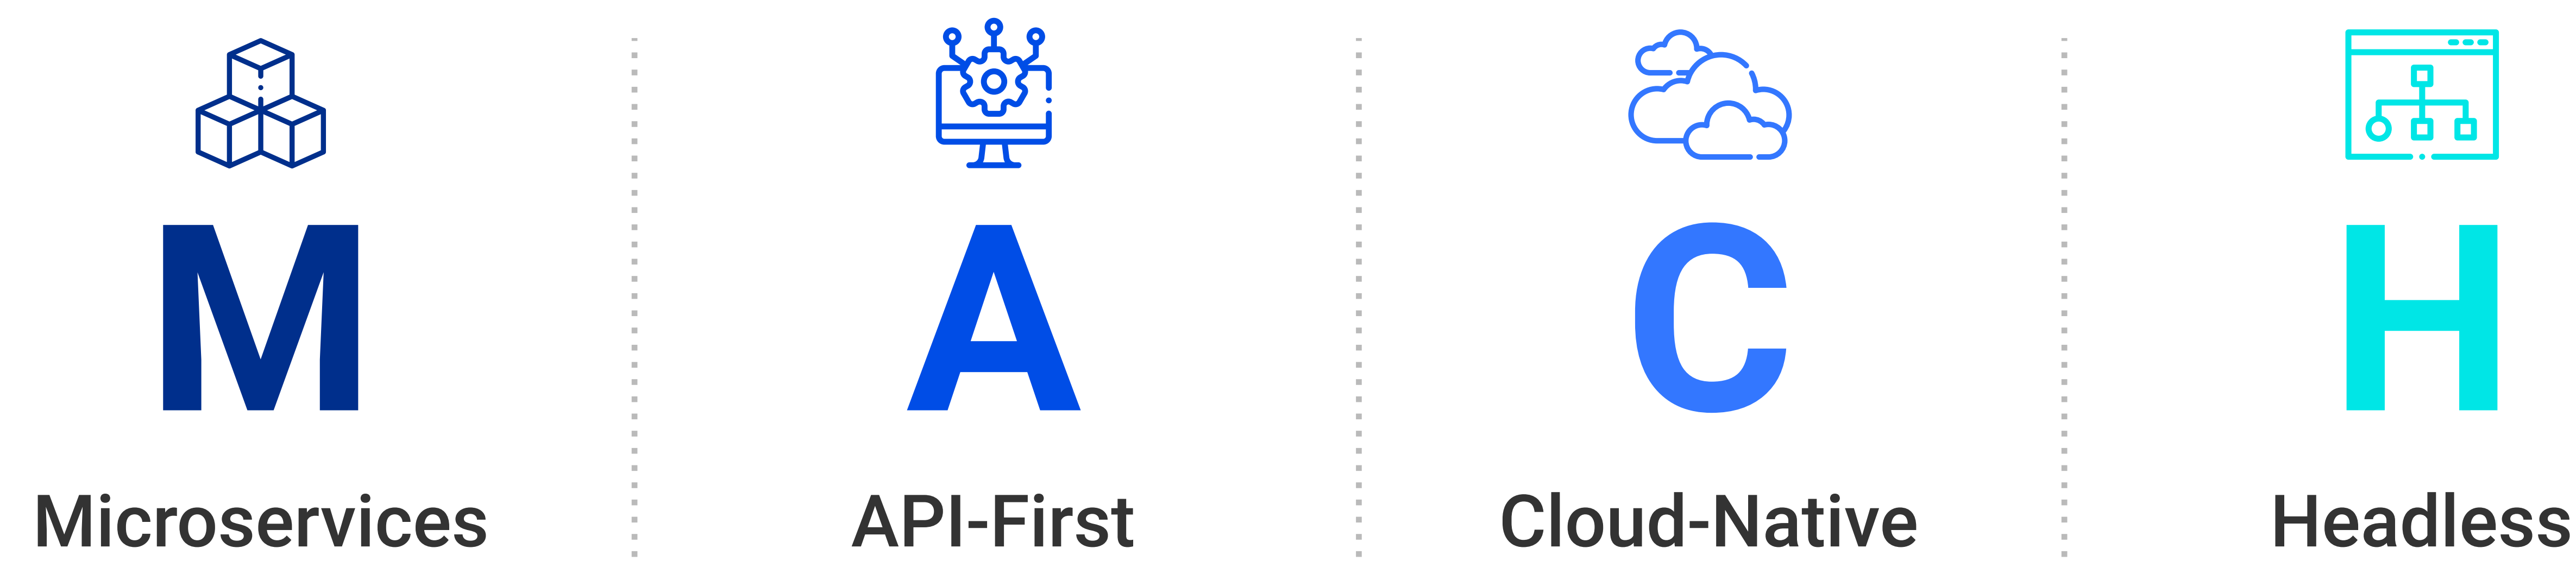 M
Microservices
A
API-First
C
Cloud-Native
H
Headless